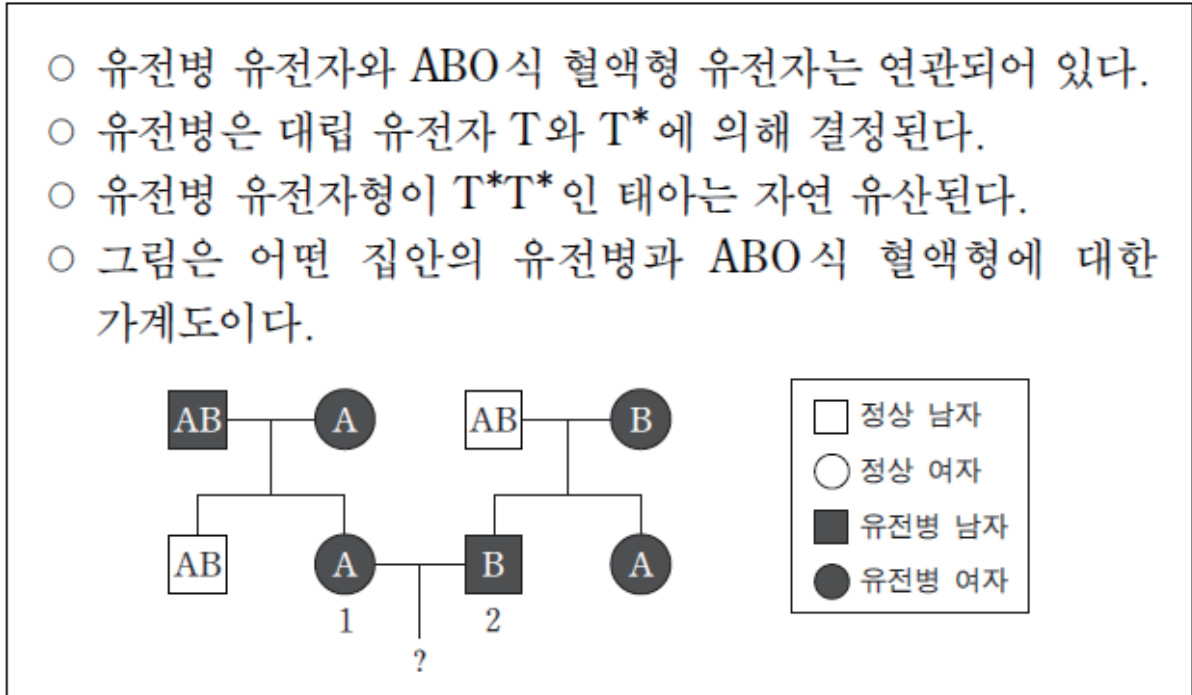 ○ 유전병 유전자와 ABO식 혈액형 유전자는 연관되어 있다.
○ 유전병은 대립 유전자 T와 T*에 의해 결정된다.
○ 유전병 유전자형이 T*T*인 태아는 자연 유산된다.
○ 그림은 어떤 집안의 유전병과 ABO식 혈액형에 대한
가계도이다.
AB A AB B
AB A B A
1 2
?
정상 남자
정상 여자
유전병 남자
유전병 여자